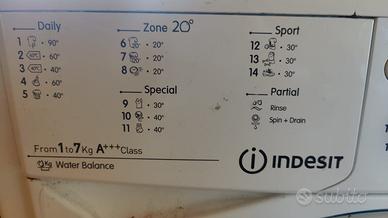 Daily
1 · 90°
2 · 60°
3 · 40°
4 · 60°
5 · 40°
Zone 20°
6 · 20°
7 · 20°
8 · 20°
Special
9 · 30°
10 · 40°
11 · 40°
Sport
12 · 30°
13 · 30°
14 · 30°
Partial
Rinse
Spin + Drain
From 1 to 7 Kg A+++ Class
Kg Water Balance
INDESIT
subito